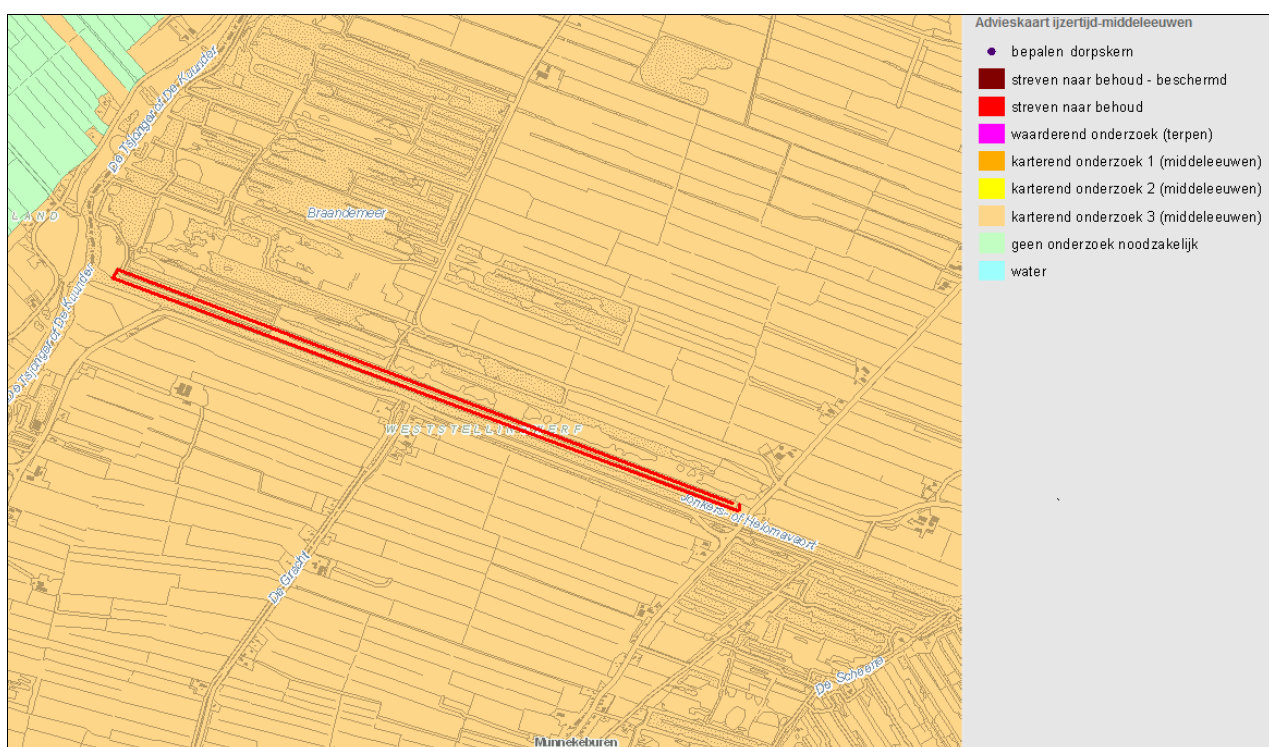 Advieskaart ijzertijd-middeleeuwen
bepalen dorpskern
streven naar behoud - beschermd
streven naar behoud
waarderend onderzoek (terpen)
karterend onderzoek 1 (middeleeuwen)
karterend onderzoek 2 (middeleeuwen)
karterend onderzoek 3 (middeleeuwen)
geen onderzoek noodzakelijk
water
De Tsjonger of De Kuunder
LAND
Braandemeer
De Tsjonger of De Kuunder
WESTSTELLINGWERF
Jonkers- of Helomavaart
De Gracht
De Scheene
Munnekeburen